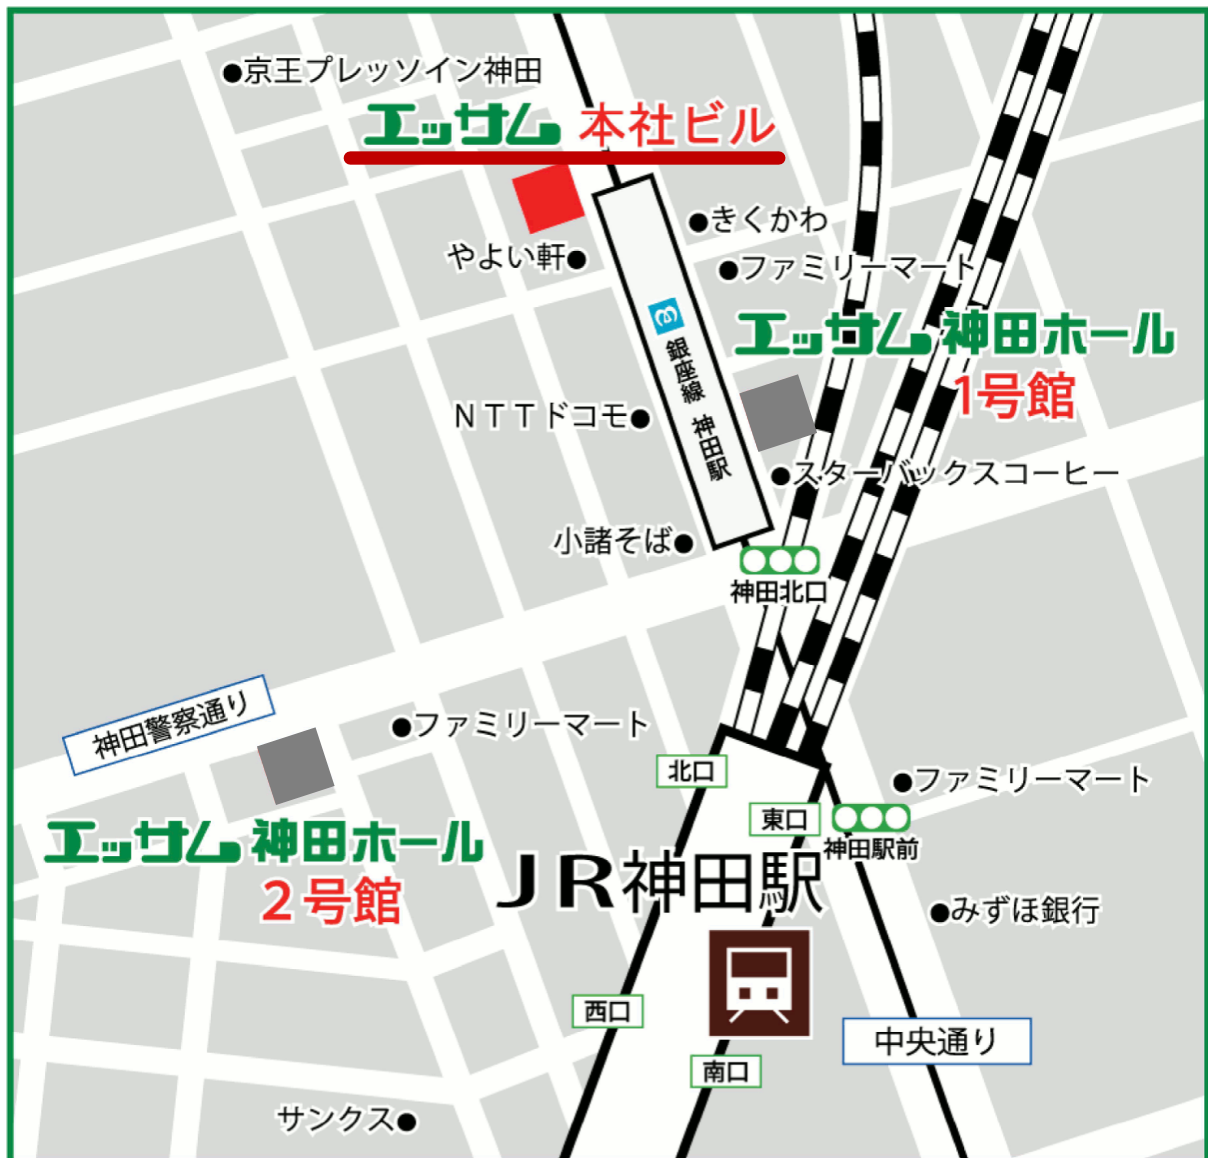 ●京王プレッソイン神田
エッサム 本社ビル
●きくかわ
やよい軒●
●ファミリーマート
エッサム 神田ホール
1号館
銀座線 神田駅
NTTドコモ●
●スターバックスコーヒー
小諸そば●
神田北口
神田警察通り
●ファミリーマート
北口
●ファミリーマート
東口
神田駅前
エッサム 神田ホール
2号館
JR神田駅
●みずほ銀行
西口
中央通り
南口
サンクス●